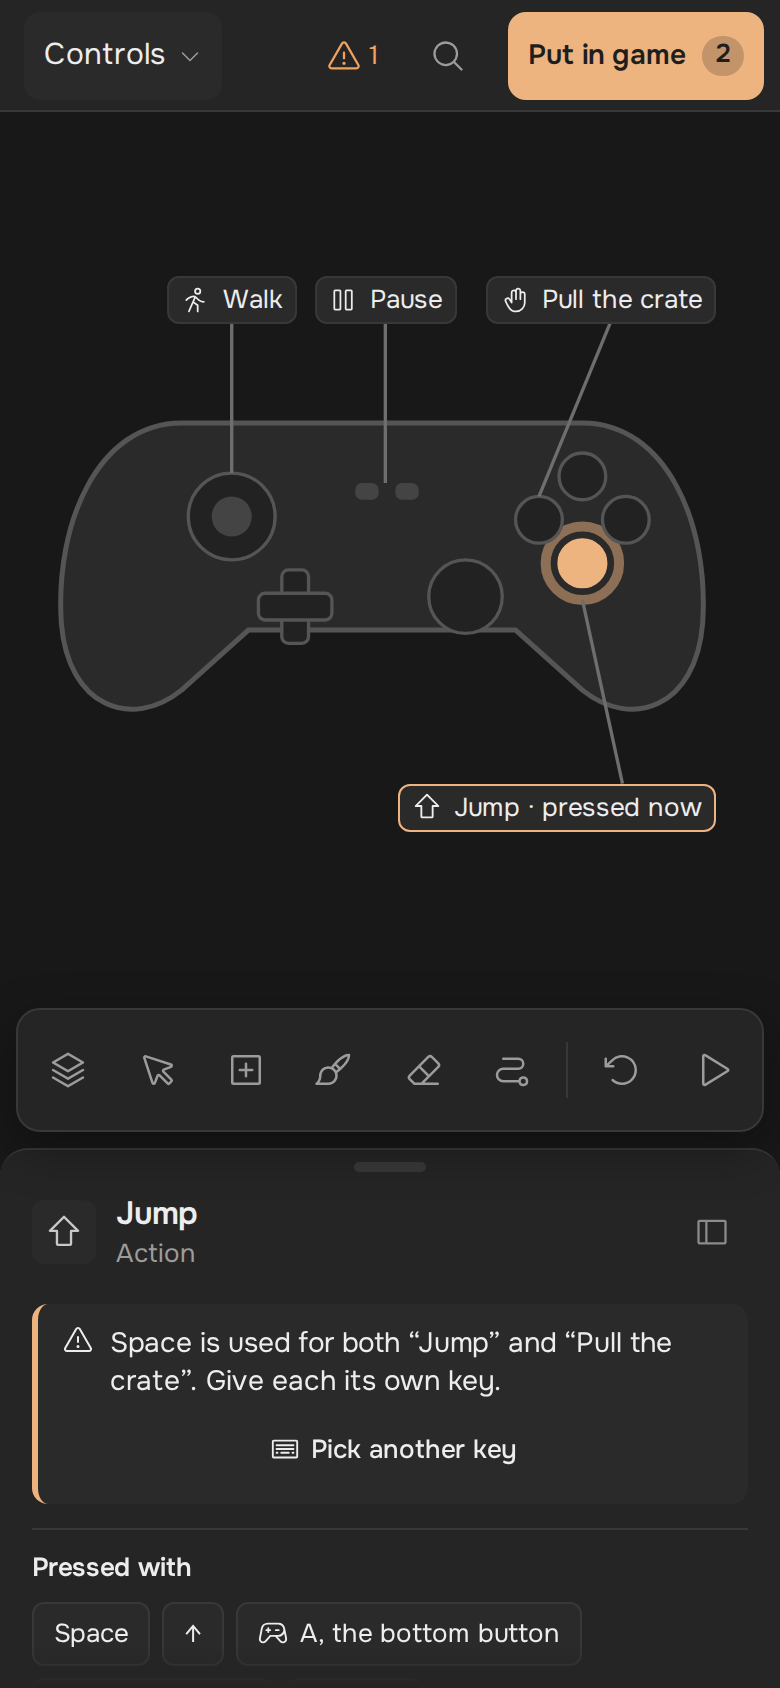 Controls
1
Put in game 2
Walk
Pause
Pull the crate
Jump · pressed now
Jump
Action
Space is used for both “Jump” and “Pull the
crate”. Give each its own key.
Pick another key
Pressed with
Space
A, the bottom button